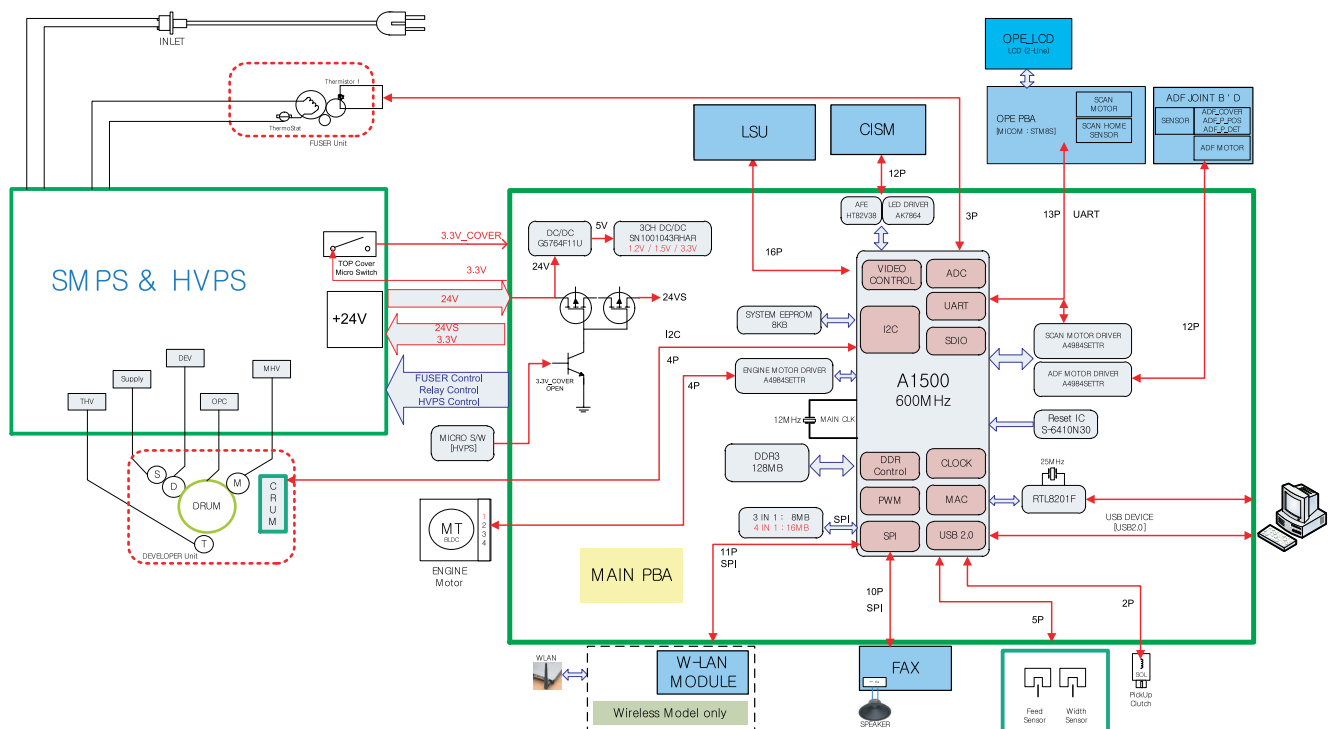 INLET
Thermistor 1
ThermoStat
FUSER Unit
OPE_LCD
LCD (2-Line)
OPE PBA
[MICOM : STM8S]
SCAN
MOTOR
SCAN HOME
SENSOR
ADF JOINT B ' D
SENSOR
ADF_COVER
ADF_P_POS
ADF_P_DET
ADF MOTOR
LSU
CISM
12P
3P
13P
UART
16P
12P
SMPS & HVPS
TOP Cover
Micro Switch
3.3V_COVER
3.3V
+24V
24V
24VS
3.3V
FUSER Control
Relay Control
HVPS Control
DC/DC
G5764F11U
5V
3CH DC/DC
SN1001043RHAR
1.2V / 1.5V / 3.3V
24V
24VS
3.3V_COVER
OPEN
MICRO S/W
[HVPS]
AFE
HT82V38
LED DRIVER
AK7864
VIDEO
CONTROL
ADC
UART
I2C
SDIO
A1500
600MHz
DDR
Control
CLOCK
PWM
MAC
SPI
USB 2.0
SYSTEM EEPROM
8KB
I2C
4P
4P
ENGINE MOTOR DRIVER
A4984SETTR
12MHz
MAIN CLK
DDR3
128MB
3 IN 1 : 8MB
4 IN 1 : 16MB
SPI
SCAN MOTOR DRIVER
A4984SETTR
ADF MOTOR DRIVER
A4984SETTR
Reset IC
S-6410N30
25MHz
RTL8201F
USB DEVICE
[USB2.0]
THV
Supply
DEV
OPC
MHV
S
D
M
T
DRUM
CRUM
DEVELOPER Unit
MT
BLDC
1
2
3
4
ENGINE
Motor
MAIN PBA
11P
SPI
10P
SPI
5P
2P
WLAN
W-LAN
MODULE
Wireless Model only
FAX
SPEAKER
Feed
Sensor
Width
Sensor
SOL
PickUp
Clutch